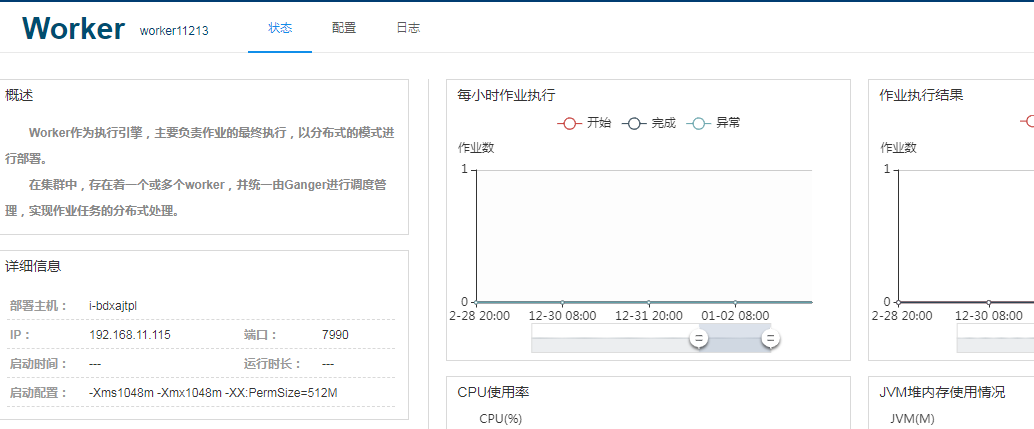 Worker worker11213 状态 配置 日志
概述
Worker作为执行引擎，主要负责作业的最终执行，以分布式的模式进
行部署。
在集群中，存在着一个或多个worker，并统一由Ganger进行调度管
理，实现作业任务的分布式处理。
详细信息
部署主机： i-bdxajtpl
IP： 192.168.11.115 端口： 7990
启动时间： --- 运行时长： ---
启动配置： -Xms1048m -Xmx1048m -XX:PermSize=512M
每小时作业执行
开始 完成 异常
作业数
1
0
2-28 20:00 12-30 08:00 12-31 20:00 01-02 08:00
CPU使用率
CPU(%)
作业执行结果
作业数
1
0
12-28 20:00 12-30 08:00
JVM堆内存使用情况
JVM(M)